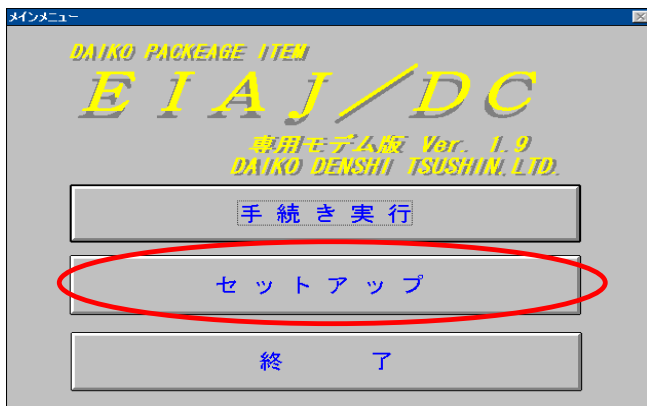 メインメニュー
DAIKO PACKEAGE ITEM
EIAJ/DC
専用モデム版 Ver. 1.9
DAIKO DENSHI TSUSHIN,LTD.
手続き実行
セットアップ
終了